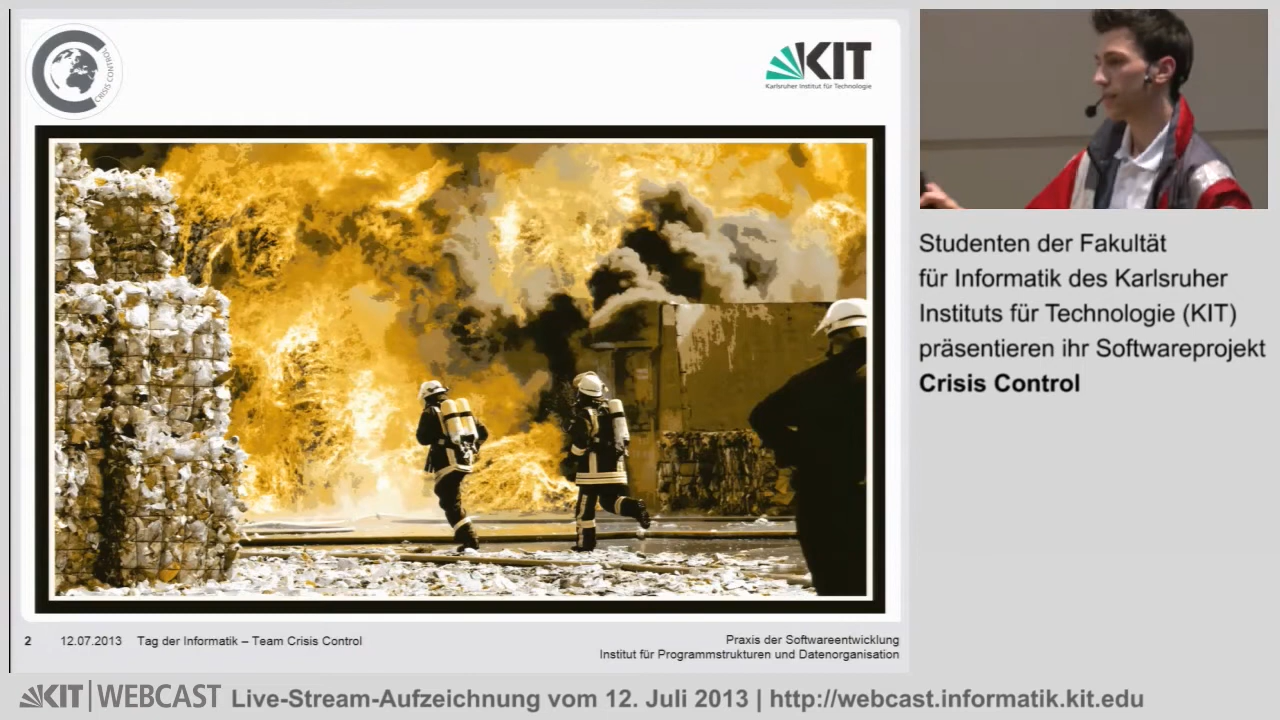 CRISIS CONTROL
KIT
Karlsruher Institut für Technologie
Studenten der Fakultät
für Informatik des Karlsruher
Instituts für Technologie (KIT)
präsentieren ihr Softwareprojekt
Crisis Control
2 12.07.2013 Tag der Informatik – Team Crisis Control
Praxis der Softwareentwicklung
Institut für Programmstrukturen und Datenorganisation
KIT | WEBCAST Live-Stream-Aufzeichnung vom 12. Juli 2013 | http://webcast.informatik.kit.edu